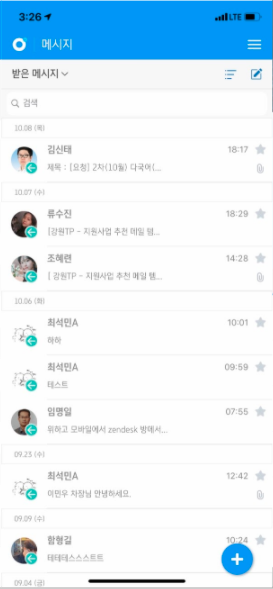 3:26 LTE
메시지
받은 메시지
검색
10.08 (목)
김신태 18:17
제목 : [요청] 2차(10월) 다국어(...
10.07 (수)
류수진 18:29
[강원TP - 지원사업 추천 메일 템...
조혜련 14:28
[ 강원TP - 지원사업 추천 메일 템...
10.06 (화)
최석민A 10:01
하하
최석민A 09:59
테스트
임명일 07:55
위하고 모바일에서 zendesk 방에서...
09.23 (수)
최석민A 12:42
이민우 차장님 안녕하세요.
09.09 (수)
함형길 10:24
테테테스스스트트
09.04 (금)